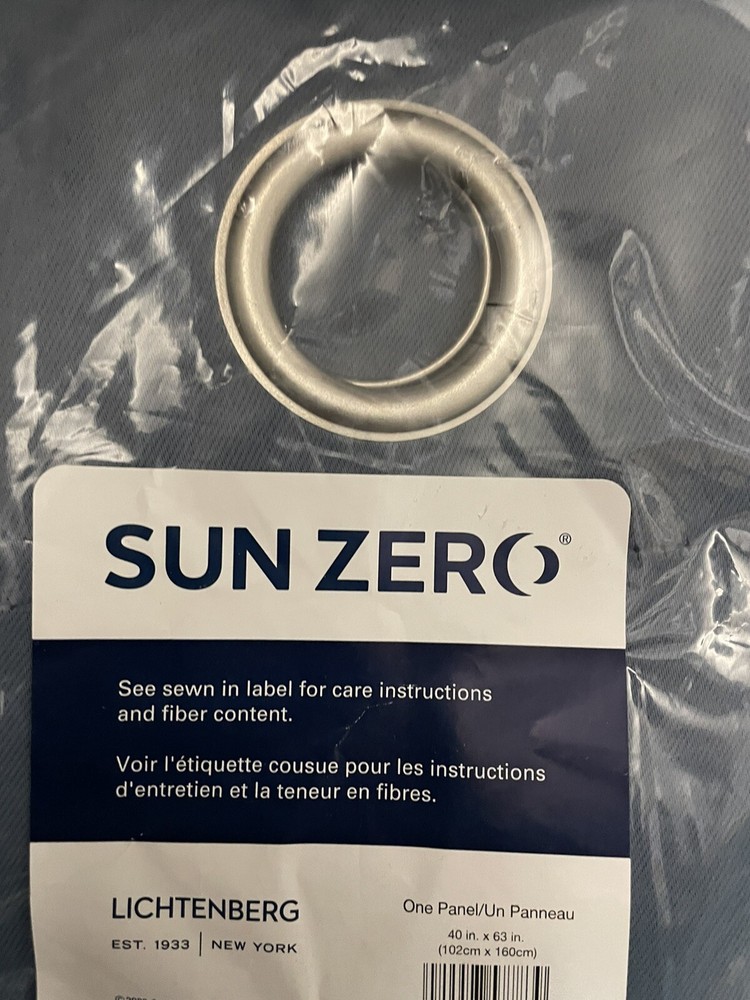 SUN ZERO®
See sewn in label for care instructions
and fiber content.
Voir l'étiquette cousue pour les instructions
d'entretien et la teneur en fibres.
LICHTENBERG
EST. 1933 | NEW YORK
One Panel/Un Panneau
40 in. x 63 in.
(102cm x 160cm)